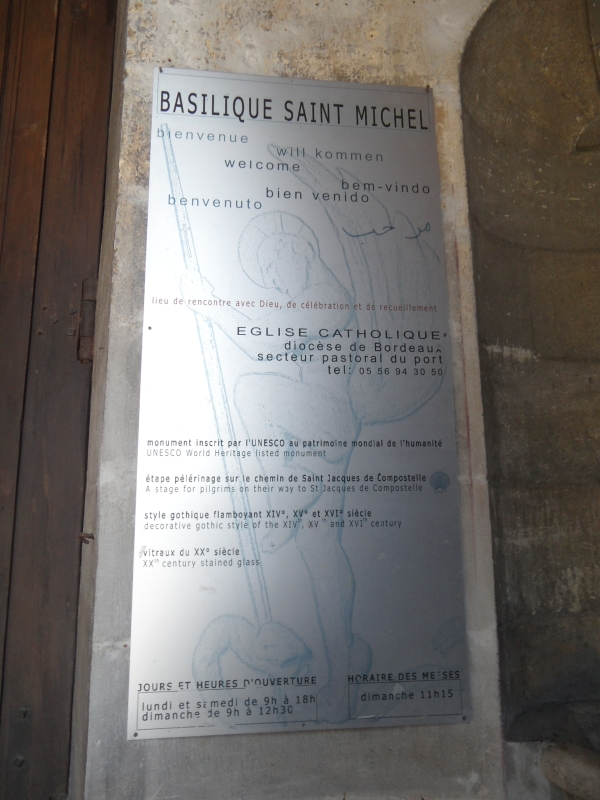 BASILIQUE SAINT MICHEL
bienvenue
will kommen
welcome
bem-vindo
bien venido
benvenuto
مرحب
lieu de rencontre avec Dieu, de célébration et de recueillement
EGLISE CATHOLIQUE
diocèse de Bordeaux
secteur pastoral du port
tel: 05 56 94 30 50
monument inscrit par l'UNESCO au patrimoine mondial de l'humanité
UNESCO World Heritage listed monument
étape pélérinage sur le chemin de Saint Jacques de Compostelle
A stage for pilgrims on their way to St Jacques de Compostelle
style gothique flamboyant XIV°, XV° et XVI° siècle
decorative gothic style of the XIVth, XVth and XVIth century
vitraux du XX° siècle
XXth century stained glass
JOURS ET HEURES D'OUVERTURE
HORAIRE DES MESSES
lundi et samedi de 9h à 18h
dimanche 11h15
dimanche de 9h à 12h30